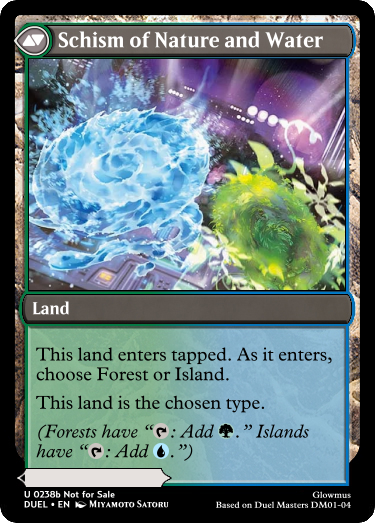 Schism of Nature and Water
Land
This land enters tapped. As it enters,
choose Forest or Island.
This land is the chosen type.
(Forests have “: Add .” Islands
have “: Add .”)
U 0238b Not for Sale
DUEL • EN Miyamoto Satoru
Glowmus
Based on Duel Masters DM01-04